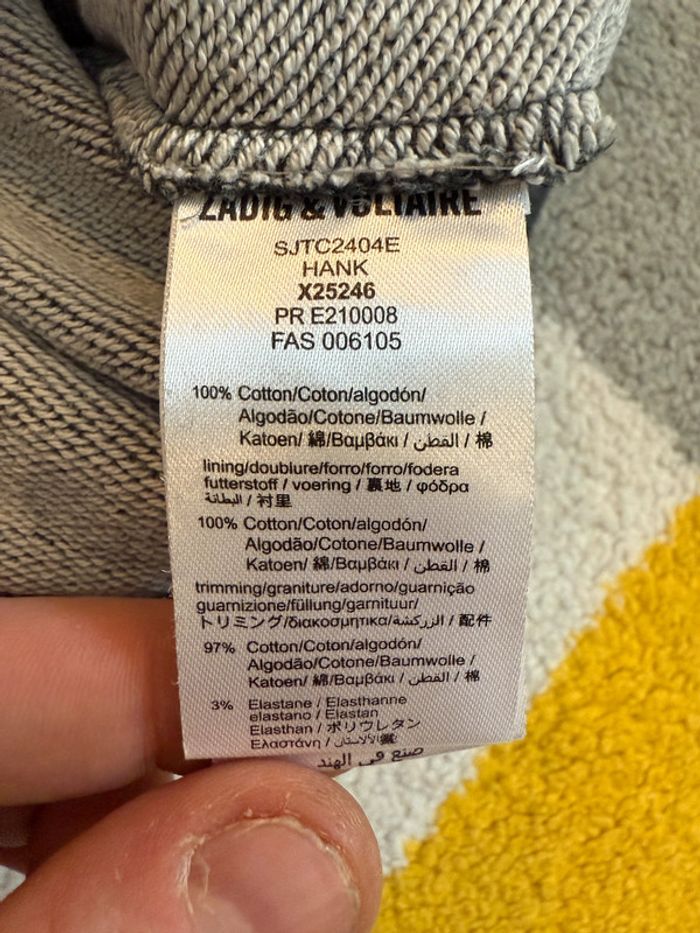 ZADIG & VOLTAIRE
SJTC2404E
HANK
X25246
PR E210008
FAS 006105
100% Cotton/Coton/algodón/
Algodão/Cotone/Baumwolle /
Katoen/ 綿/Βαμβάκι / القطن / 棉
lining/doublure/forro/forro/fodera
futterstoff / voering / 裏地 / φόδρα
البطانة / 衬里
100% Cotton/Coton/algodón/
Algodão/Cotone/Baumwolle /
Katoen/ 綿/Βαμβάκι / القطن / 棉
trimming/graniture/adorno/guarnição
guarnizione/füllung/garnituur/
トリミング/διακοσμητικα/الزركشة / 配件
97% Cotton/Coton/algodón/
Algodão/Cotone/Baumwolle /
Katoen/ 綿/Βαμβάκι / القطن / 棉
3% Elastane / Elasthanne
elastano / Elastan
Elasthan / ポリウレタン
Ελαστάνη /
صنع في الهند